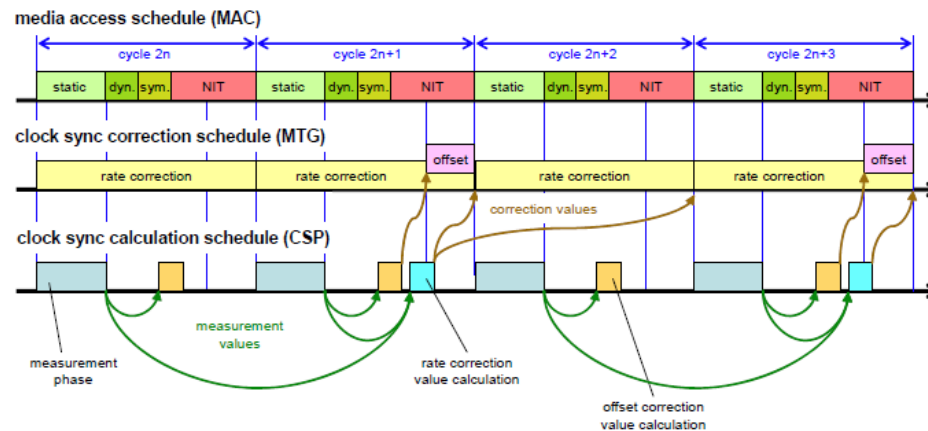 media access schedule (MAC)
cycle 2n
cycle 2n+1
cycle 2n+2
cycle 2n+3
static
dyn.
sym.
NIT
static
dyn.
sym.
NIT
static
dyn.
sym.
NIT
static
dyn.
sym.
NIT
clock sync correction schedule (MTG)
offset
offset
rate correction
rate correction
rate correction
rate correction
correction values
clock sync calculation schedule (CSP)
measurement
values
measurement
phase
rate correction
value calculation
offset correction
value calculation